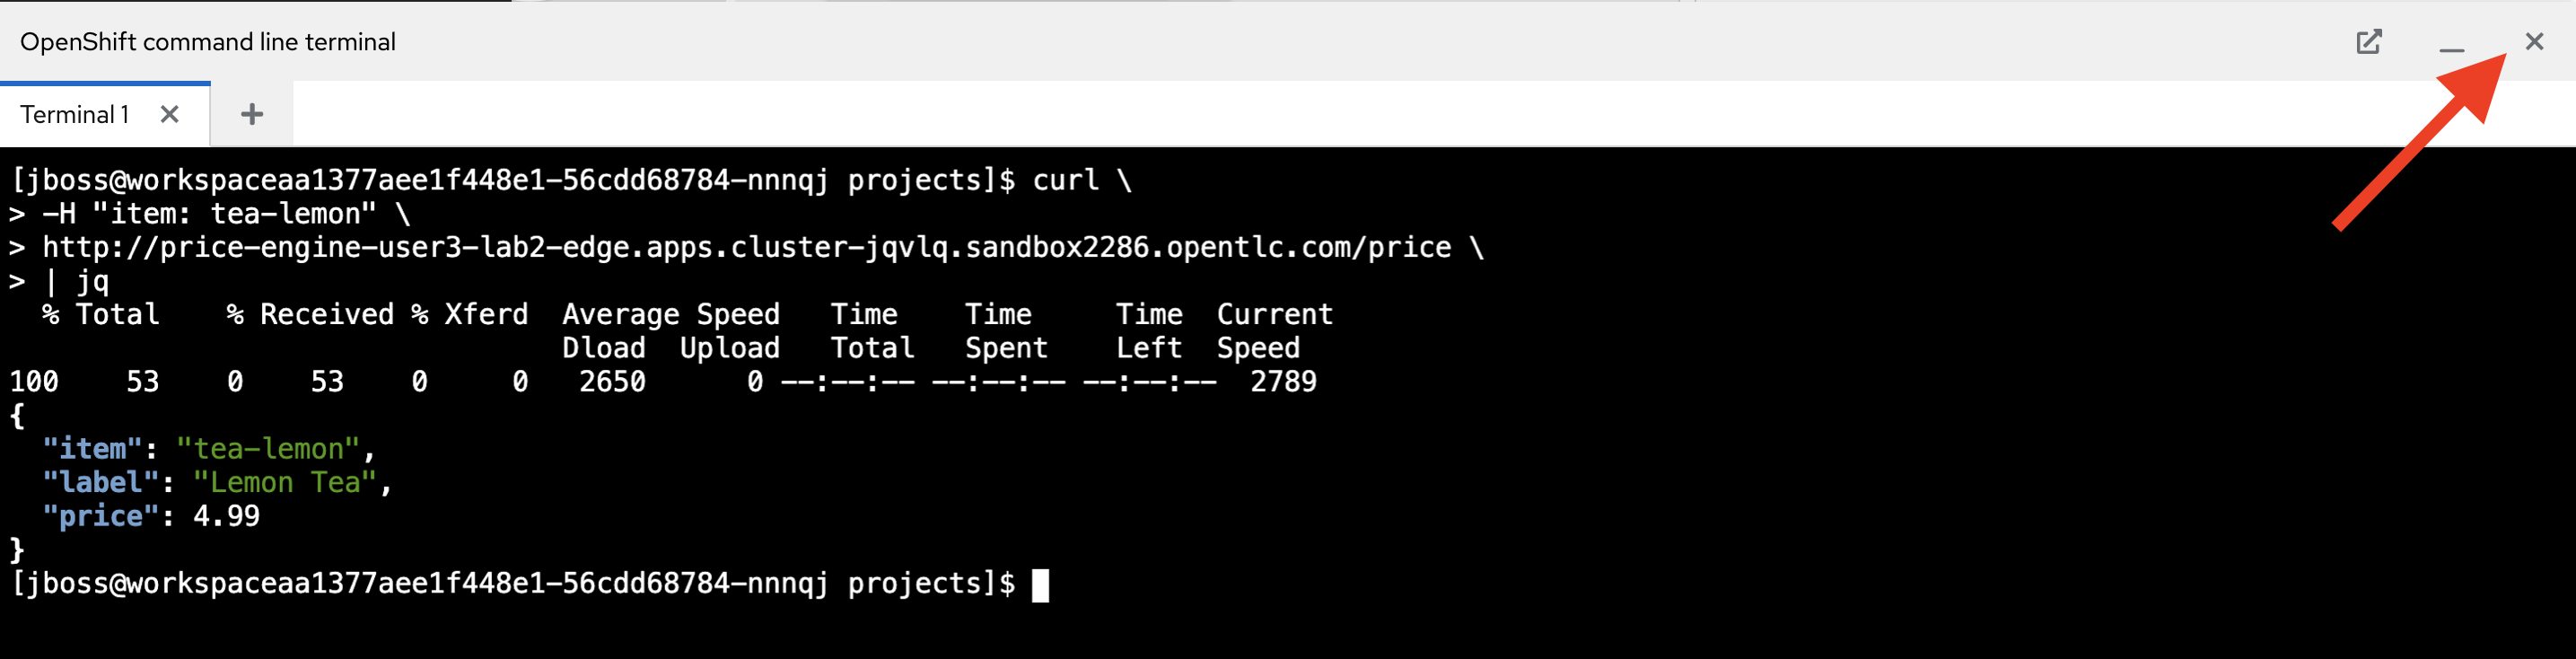 OpenShift command line terminal
Terminal 1
[jboss@workspaceaa1377aee1f448e1-56cdd68784-nnnqj projects]$ curl \
> -H "item: tea-lemon" \
> http://price-engine-user3-lab2-edge.apps.cluster-jqvlq.sandbox2286.opentlc.com/price \
> | jq
  % Total    % Received % Xferd  Average Speed   Time    Time     Time  Current
                                 Dload  Upload   Total   Spent    Left  Speed
100    53    0    53    0     0   2650      0 --:--:-- --:--:-- --:--:--  2789
{
  "item": "tea-lemon",
  "label": "Lemon Tea",
  "price": 4.99
}
[jboss@workspaceaa1377aee1f448e1-56cdd68784-nnnqj projects]$